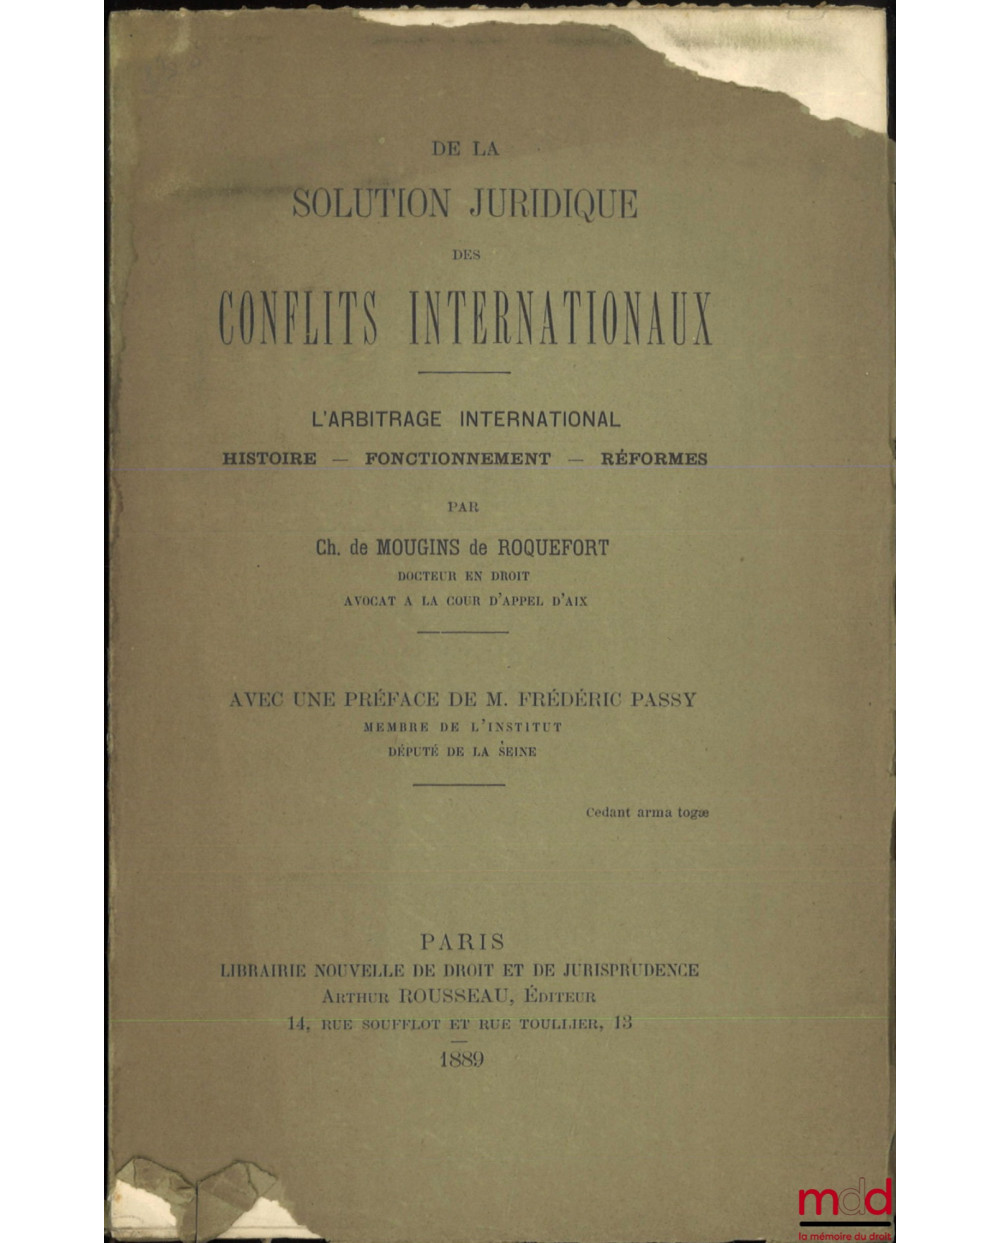 DE LA
SOLUTION JURIDIQUE
DES
CONFLITS INTERNATIONAUX
L'ARBITRAGE INTERNATIONAL
HISTOIRE — FONCTIONNEMENT — RÉFORMES
PAR
Ch. de MOUGINS de ROQUEFORT
DOCTEUR EN DROIT
AVOCAT A LA COUR D'APPEL D'AIX
AVEC UNE PRÉFACE DE M. FRÉDÉRIC PASSY
MEMBRE DE L'INSTITUT
DÉPUTÉ DE LA SEINE
Cedant arma togæ
PARIS
LIBRAIRIE NOUVELLE DE DROIT ET DE JURISPRUDENCE
ARTHUR ROUSSEAU, ÉDITEUR
14, RUE SOUFFLOT ET RUE TOULLIER, 13
1889
mdd
la mémoire du droit